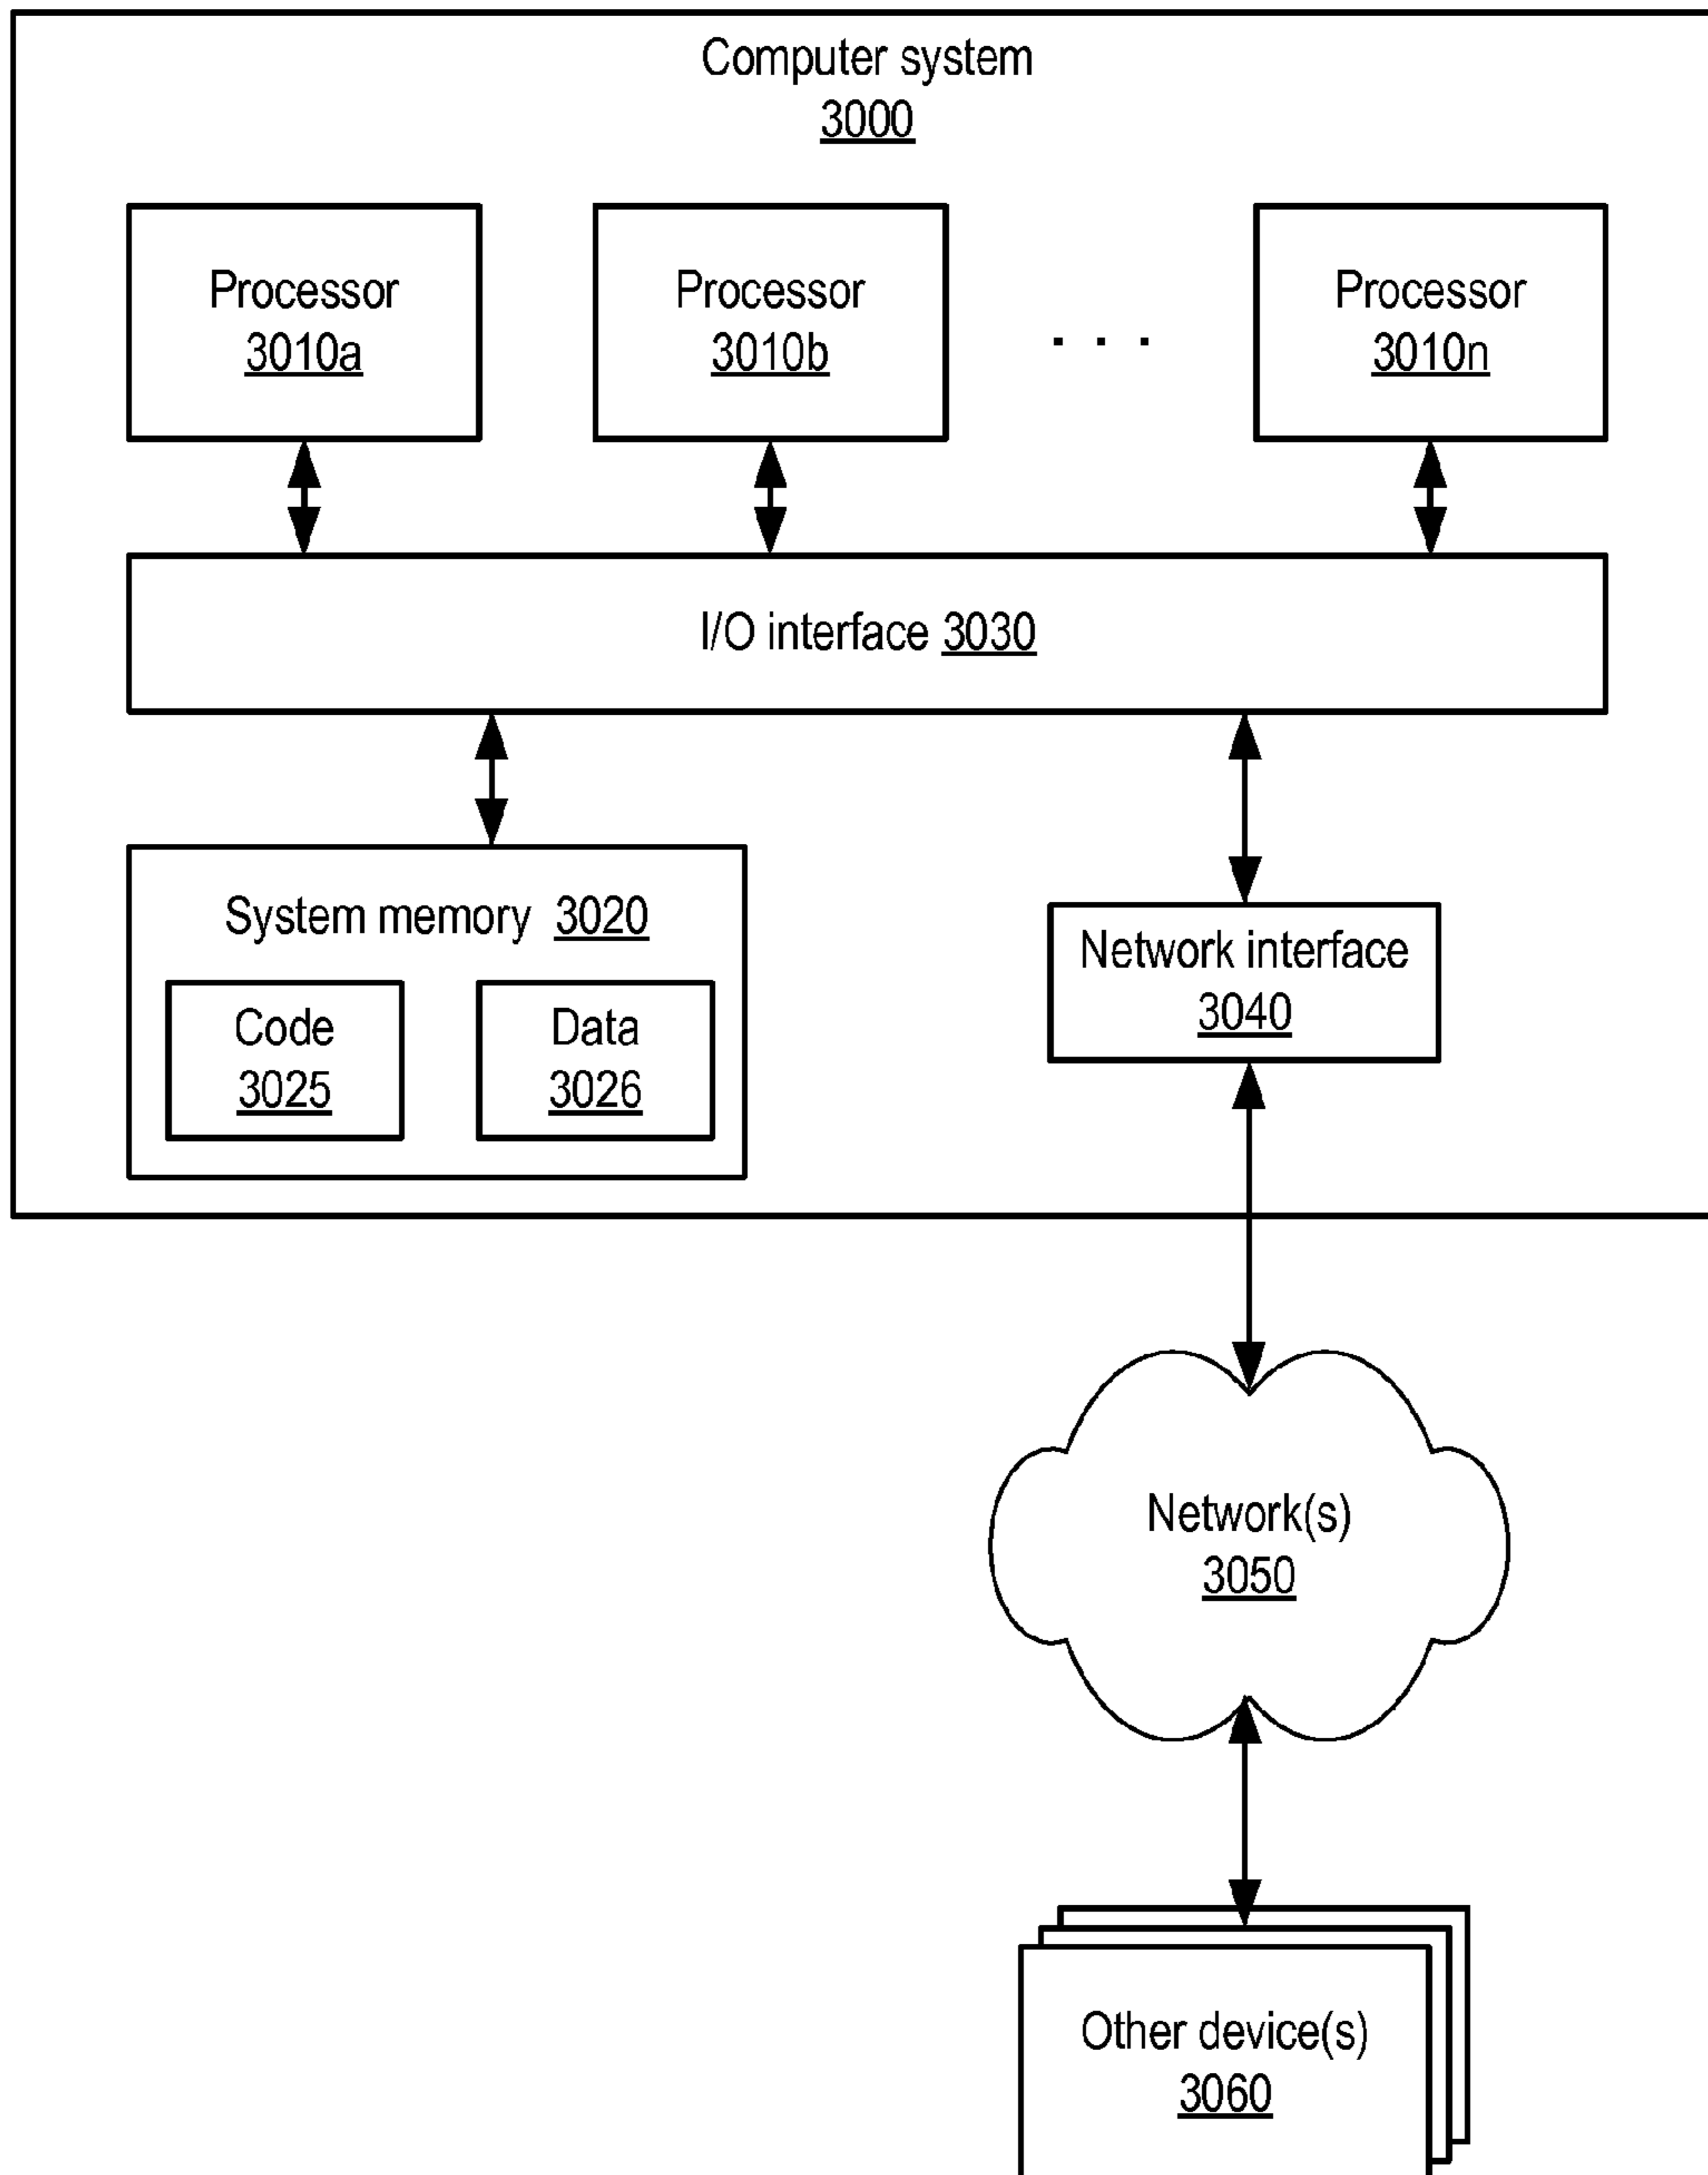 Computer system
3000
Processor
3010a
Processor
3010b
. . .
Processor
3010n
I/O interface 3030
System memory 3020
Code
3025
Data
3026
Network interface
3040
Network(s)
3050
Other device(s)
3060